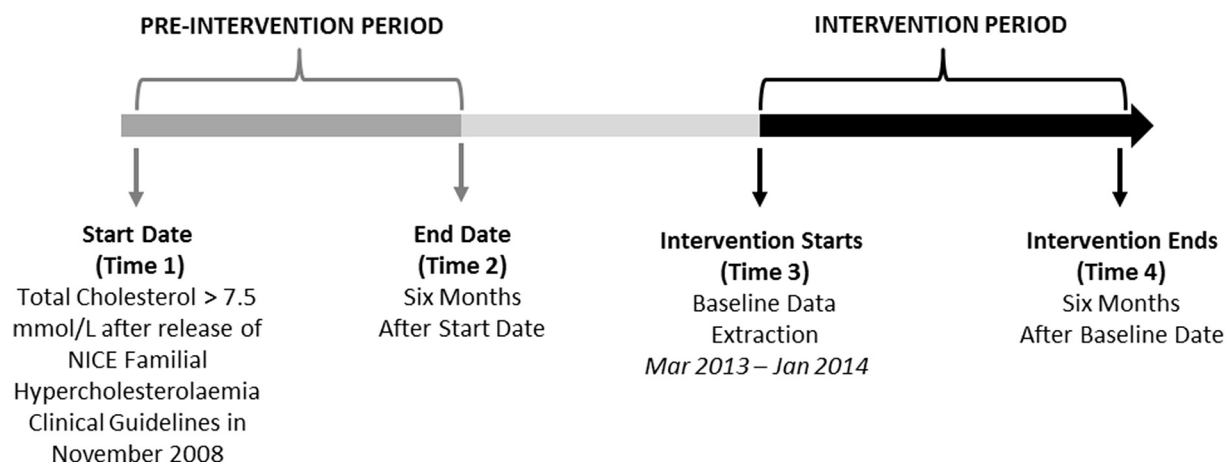 PRE-INTERVENTION PERIOD
INTERVENTION PERIOD
Start Date
(Time 1)
Total Cholesterol > 7.5
mmol/L after release of
NICE Familial
Hypercholesterolaemia
Clinical Guidelines in
November 2008
End Date
(Time 2)
Six Months
After Start Date
Intervention Starts
(Time 3)
Baseline Data
Extraction
Mar 2013 – Jan 2014
Intervention Ends
(Time 4)
Six Months
After Baseline Date